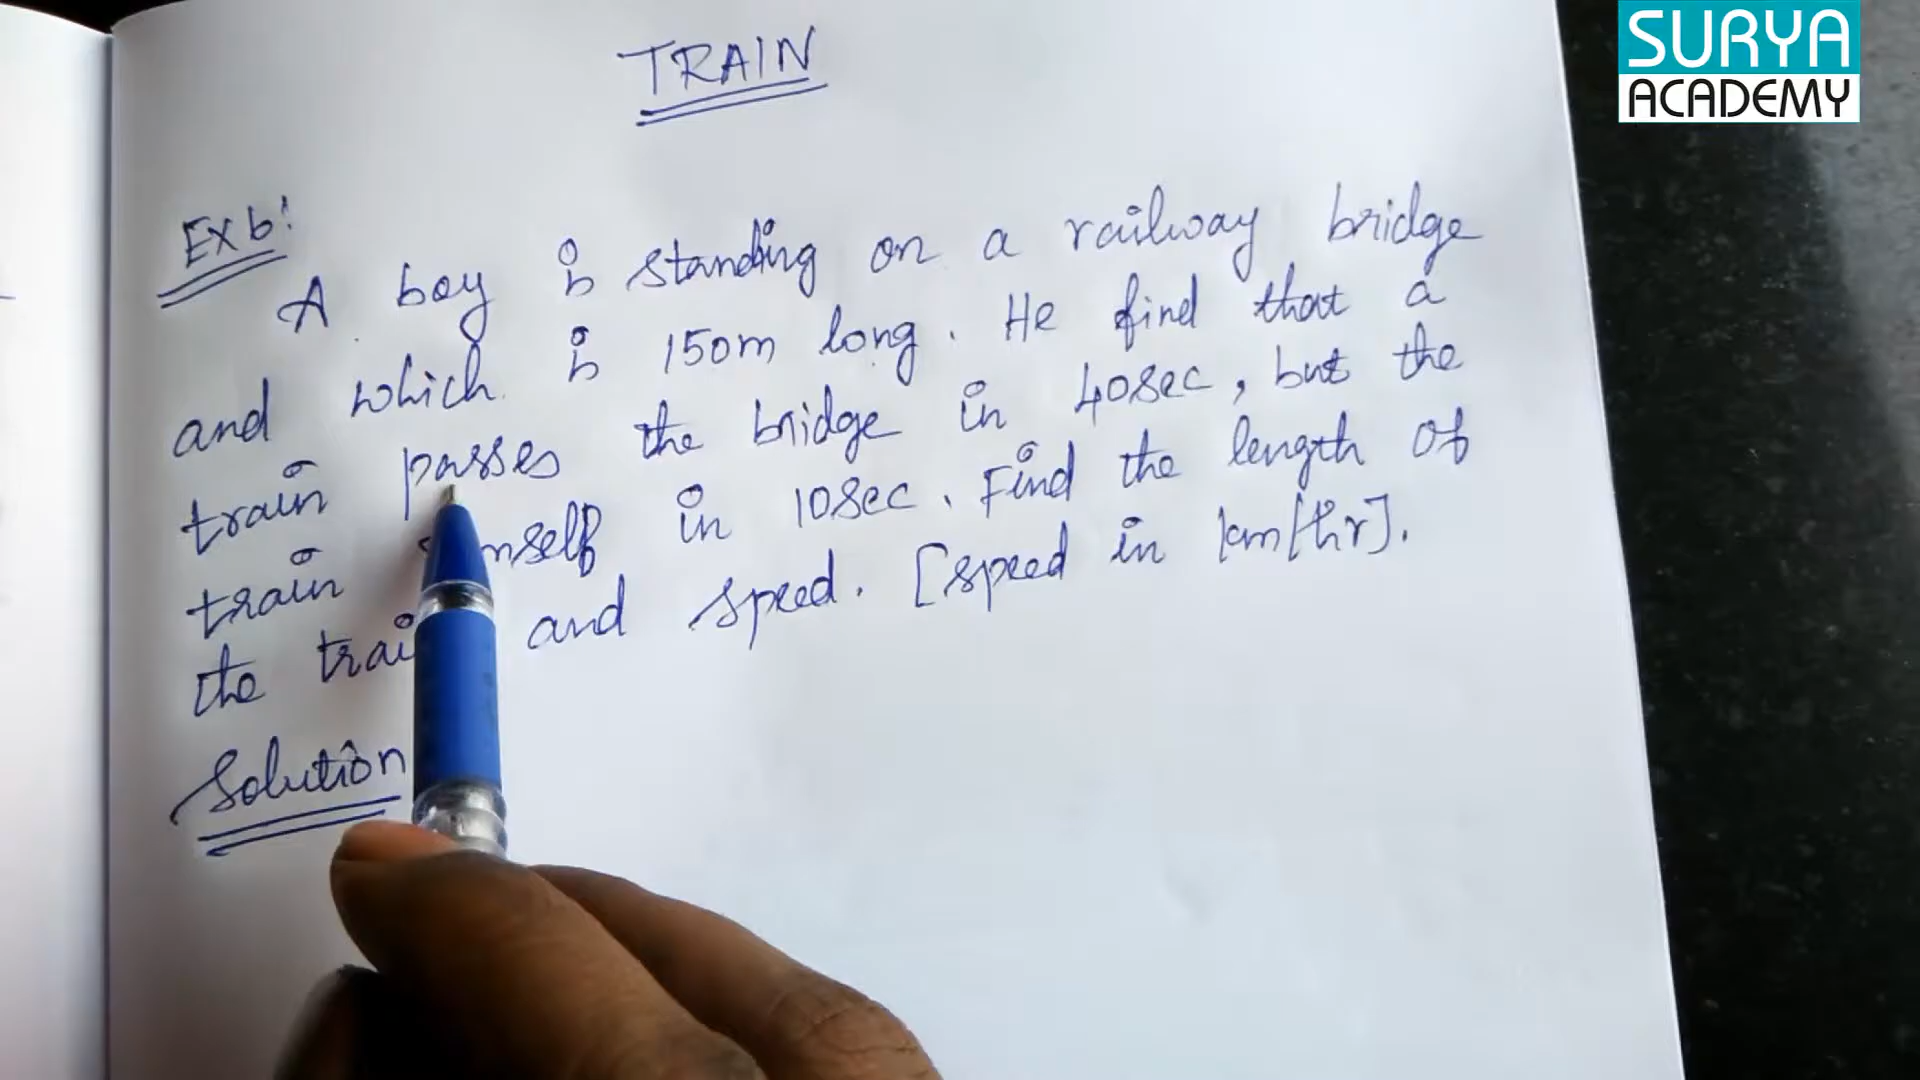 SURYA
ACADEMY
TRAIN
Ex b:
A boy is standing on a railway bridge
and which is 150m long. He find that a
train passes the bridge in 40sec, but the
train in 10sec. Find the length of
the and speed. [speed in km/hr].
Solution